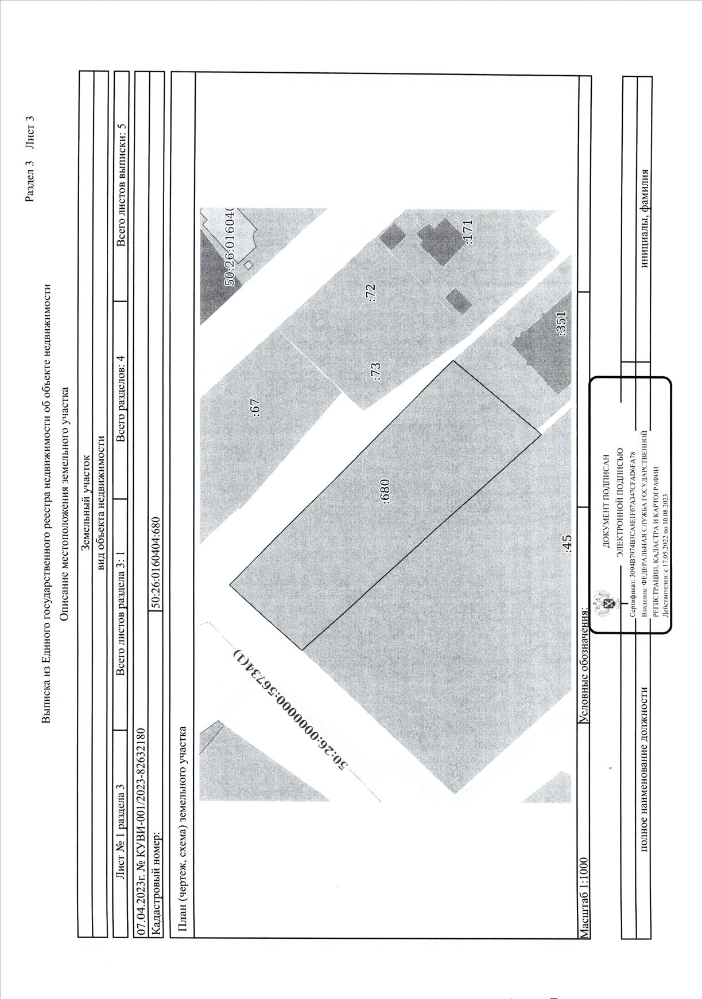 Раздел 3 Лист 3
Выписка из Единого государственного реестра недвижимости об объекте недвижимости
Описание местоположения земельного участка
Земельный участок
вид объекта недвижимости
Лист № 1 раздела 3 Всего листов раздела 3: 1 Всего разделов: 4 Всего листов выписки: 5
07.04.2023г. № КУВИ-001/2023-82632180
Кадастровый номер: 50:26:0160404:680
План (чертеж, схема) земельного участка
50:26:016040
:67
:72
:73
:171
:680
:351
:45
50:26:0000000:56734(1)
Масштаб 1:1000 Условные обозначения:
ДОКУМЕНТ ПОДПИСАН
ЭЛЕКТРОННОЙ ПОДПИСЬЮ
Сертификат: 3094B7974B3CA8E1F07A347CFAD6FA78
Владелец: ФЕДЕРАЛЬНАЯ СЛУЖБА ГОСУДАРСТВЕННОЙ
РЕГИСТРАЦИИ, КАДАСТРА И КАРТОГРАФИИ
Действителен: с 17.05.2022 по 10.08.2023
полное наименование должности инициалы, фамилия